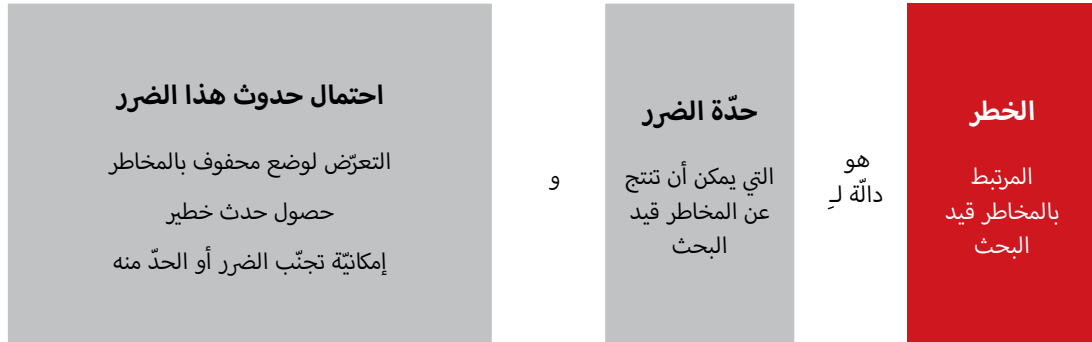 الخطر
المرتبط
بالمخاطر قيد
البحث
هو
دالّة لـِ
حدّة الضرر
التي يمكن أن تنتج
عن المخاطر قيد
البحث
و
احتمال حدوث هذا الضرر
التعرّض لوضع محفوف بالمخاطر
حصول حدث خطير
إمكانيّة تجنّب الضرر أو الحدّ منه